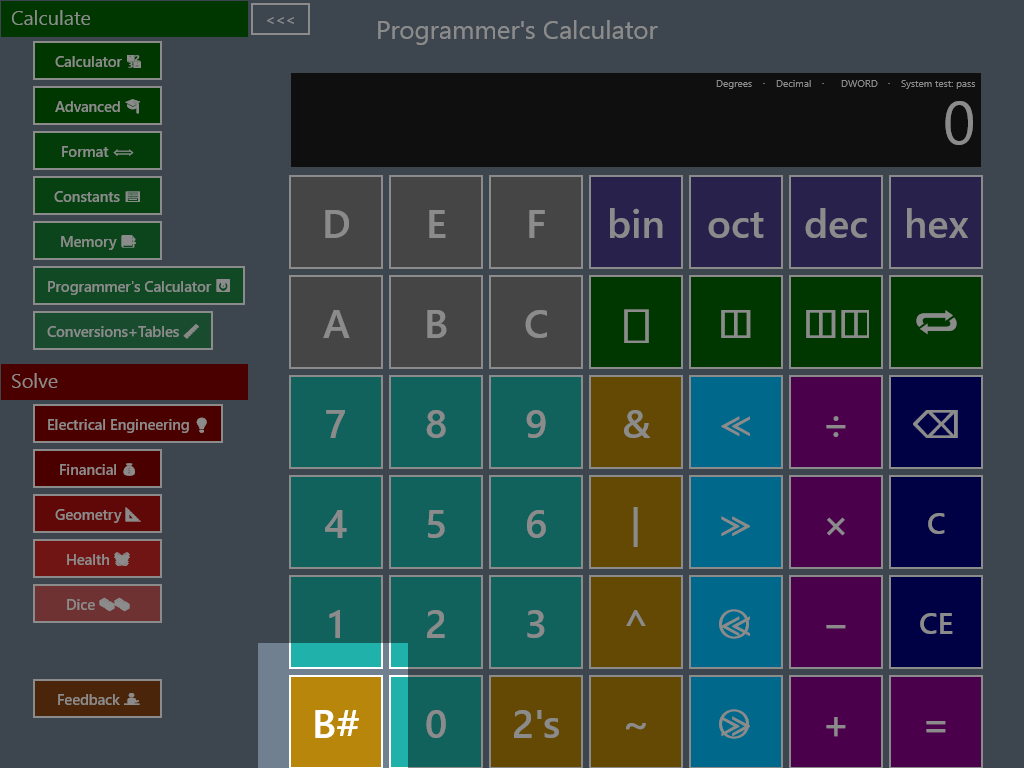 Calculate
<<<
Programmer's Calculator
Calculator
Advanced
Format
Constants
Memory
Programmer's Calculator
Conversions+Tables
Solve
Electrical Engineering
Financial
Geometry
Health
Dice
Feedback
Degrees - Decimal - DWORD - System test: pass
0
D E F bin oct dec hex
A B C
7 8 9 & ≪ ÷ ⌫
4 5 6 | ≫ × C
1 2 3 ^ − CE
B# 0 2's ~ + =